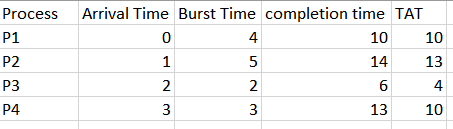 Process Arrival Time Burst Time completion time TAT
P1 0 4 10 10
P2 1 5 14 13
P3 2 2 6 4
P4 3 3 13 10